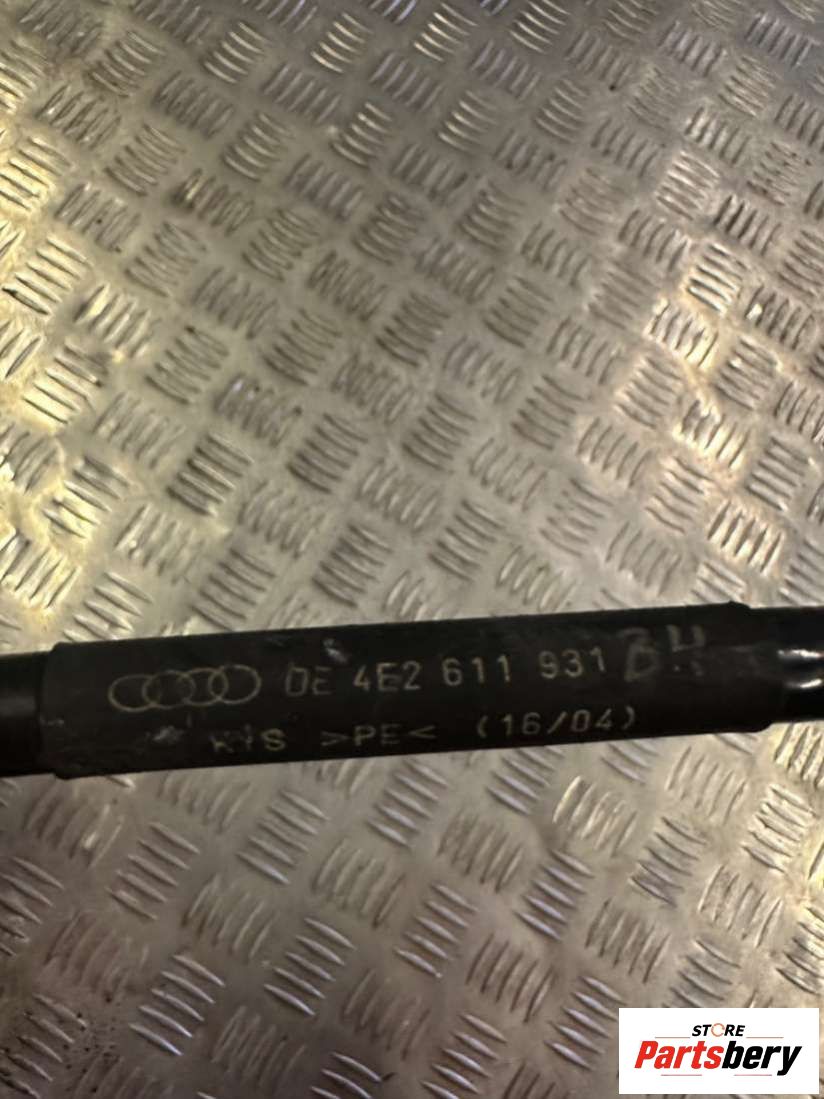 DE 4E2 611 931
>PE< (16/04)
STORE
Partsbery